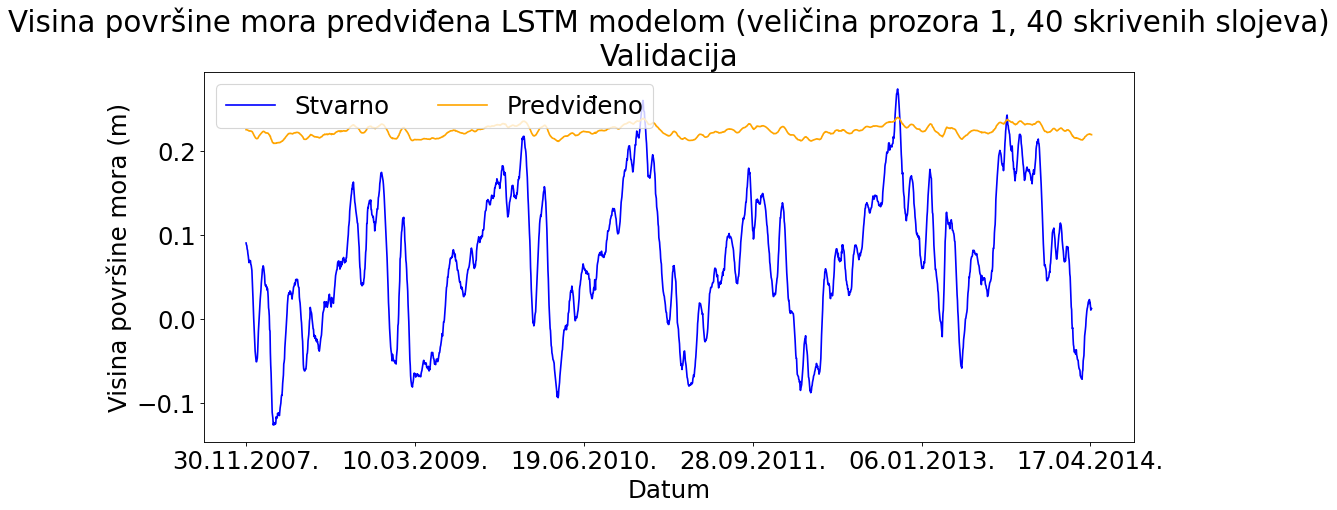 Visina površine mora predviđena LSTM modelom (veličina prozora 1, 40 skrivenih slojeva)
Validacija
Stvarno
Predviđeno
Visina površine mora (m)
0.2
0.1
0.0
−0.1
30.11.2007.
10.03.2009.
19.06.2010.
28.09.2011.
06.01.2013.
17.04.2014.
Datum